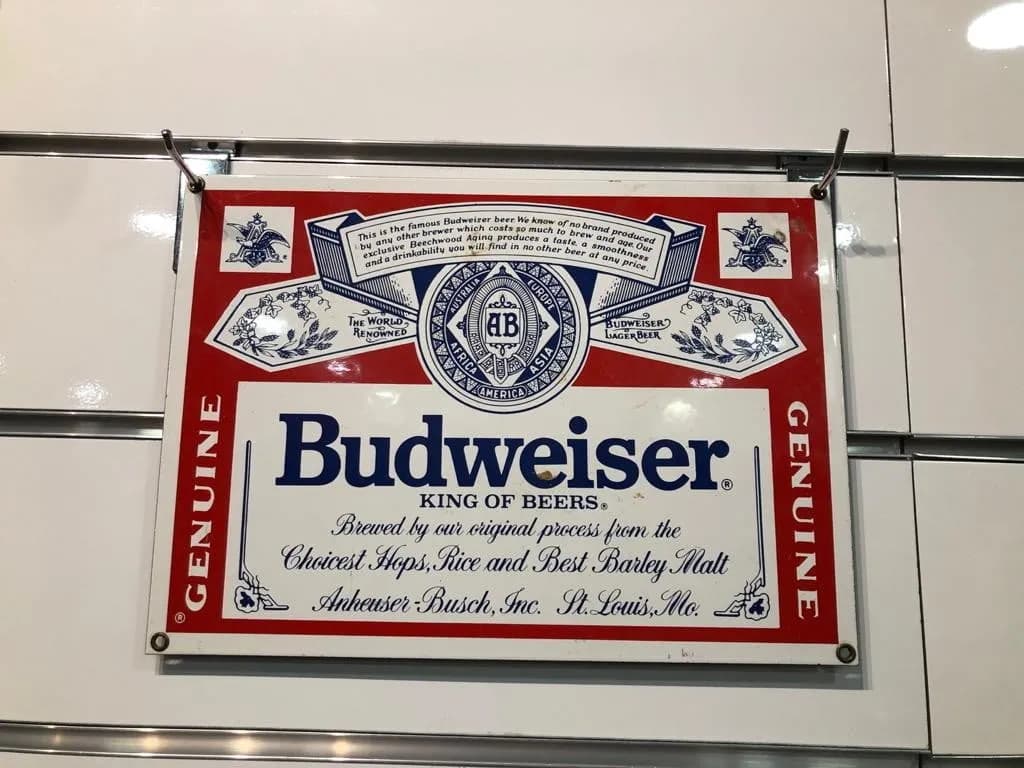 This is the famous Budweiser beer. We know of no brand produced
by any other brewer which costs so much to brew and age. Our
exclusive Beechwood Aging produces a taste, a smoothness
and a drinkability you will find in no other beer at any price.
THE WORLD
RENOWNED
AUSTRALIA
EUROPE
AB
AFRICA
ASIA
AMERICA
BUDWEISER
LAGER BEER
GENUINE
®
GENUINE
Budweiser®
KING OF BEERS®
Brewed by our original process from the
Choicest Hops, Rice and Best Barley Malt
Anheuser-Busch, Inc. St. Louis, Mo.